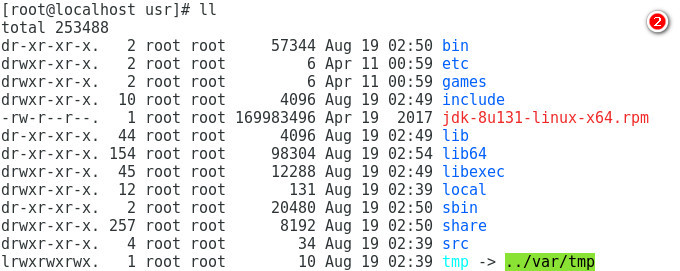 [root@localhost usr]# ll
total 253488
dr-xr-xr-x. 2 root root 57344 Aug 19 02:50 bin
drwxr-xr-x. 2 root root 6 Apr 11 00:59 etc
drwxr-xr-x. 2 root root 6 Apr 11 00:59 games
drwxr-xr-x. 10 root root 4096 Aug 19 02:49 include
-rw-r--r--. 1 root root 169983496 Apr 19 2017 jdk-8u131-linux-x64.rpm
dr-xr-xr-x. 44 root root 4096 Aug 19 02:49 lib
dr-xr-xr-x. 154 root root 98304 Aug 19 02:54 lib64
drwxr-xr-x. 45 root root 12288 Aug 19 02:49 libexec
drwxr-xr-x. 12 root root 131 Aug 19 02:39 local
dr-xr-xr-x. 2 root root 20480 Aug 19 02:50 sbin
drwxr-xr-x. 257 root root 8192 Aug 19 02:50 share
drwxr-xr-x. 4 root root 34 Aug 19 02:39 src
lrwxrwxrwx. 1 root root 10 Aug 19 02:39 tmp -> ../var/tmp
2